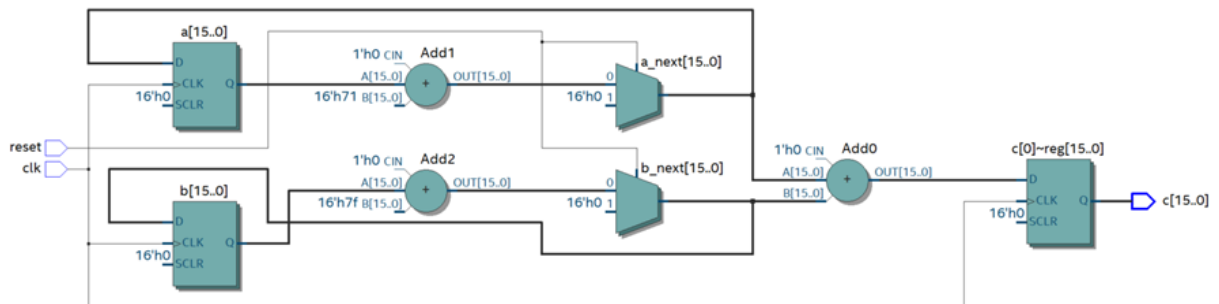 a[15..0]
D
>CLK
16'h0 SCLR
Q
1'h0 CIN
Add1
A[15..0]
16'h71 B[15..0]
+
OUT[15..0]
a_next[15..0]
0
16'h0 1
reset
clk
b[15..0]
D
>CLK
16'h0 SCLR
Q
1'h0 CIN
Add2
A[15..0]
16'h7f B[15..0]
+
OUT[15..0]
b_next[15..0]
0
16'h0 1
1'h0 CIN
Add0
A[15..0]
B[15..0]
+
OUT[15..0]
c[0]~reg[15..0]
D
>CLK
16'h0 SCLR
Q
c[15..0]